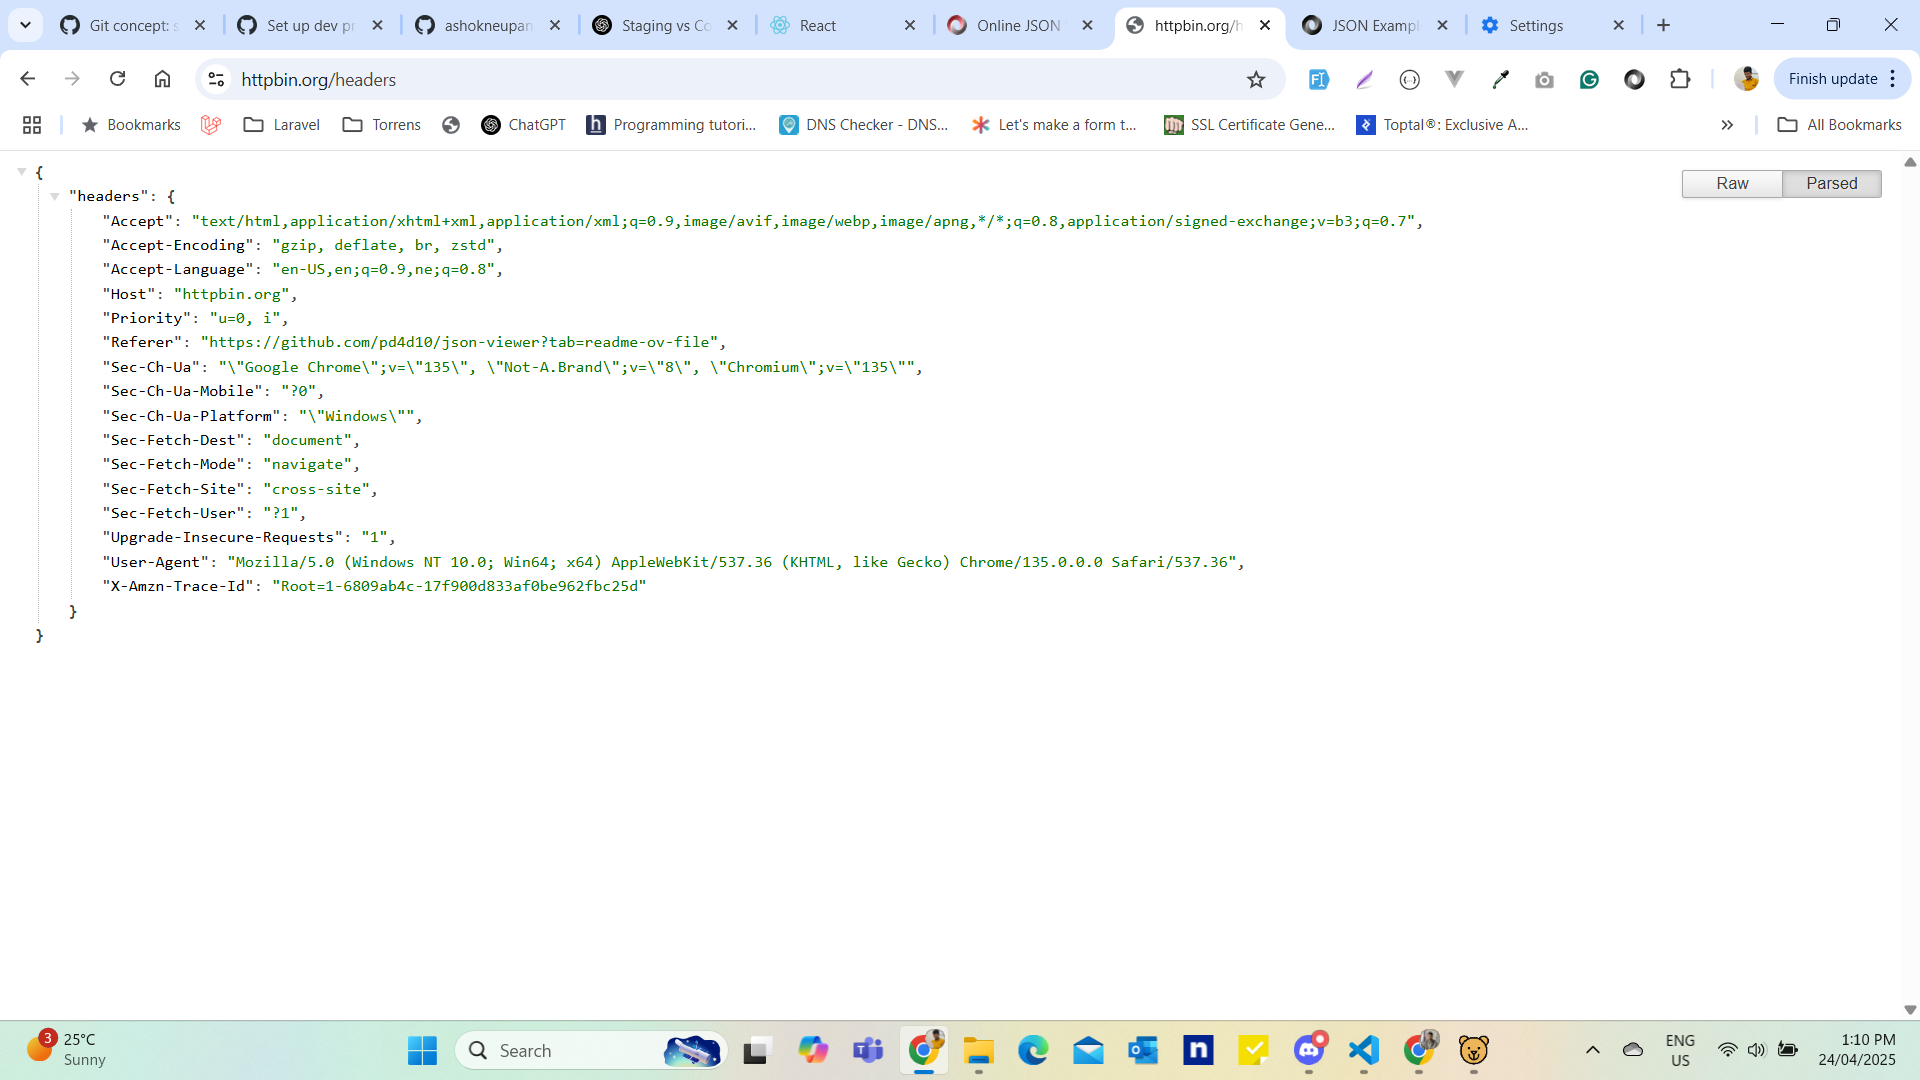 Git concept: s
Set up dev pr
ashokneupan
Staging vs Co
React
Online JSON
httpbin.org/h
JSON Exampl
Settings
httpbin.org/headers
Finish update
Bookmarks
Laravel
Torrens
ChatGPT
Programming tutori...
DNS Checker - DNS...
Let's make a form t...
SSL Certificate Gene...
Toptal®: Exclusive A...
All Bookmarks
Raw
Parsed
{
"headers": {
"Accept": "text/html,application/xhtml+xml,application/xml;q=0.9,image/avif,image/webp,image/apng,*/*;q=0.8,application/signed-exchange;v=b3;q=0.7",
"Accept-Encoding": "gzip, deflate, br, zstd",
"Accept-Language": "en-US,en;q=0.9,ne;q=0.8",
"Host": "httpbin.org",
"Priority": "u=0, i",
"Referer": "https://github.com/pd4d10/json-viewer?tab=readme-ov-file",
"Sec-Ch-Ua": "\"Google Chrome\";v=\"135\", \"Not-A.Brand\";v=\"8\", \"Chromium\";v=\"135\"",
"Sec-Ch-Ua-Mobile": "?0",
"Sec-Ch-Ua-Platform": "\"Windows\"",
"Sec-Fetch-Dest": "document",
"Sec-Fetch-Mode": "navigate",
"Sec-Fetch-Site": "cross-site",
"Sec-Fetch-User": "?1",
"Upgrade-Insecure-Requests": "1",
"User-Agent": "Mozilla/5.0 (Windows NT 10.0; Win64; x64) AppleWebKit/537.36 (KHTML, like Gecko) Chrome/135.0.0.0 Safari/537.36",
"X-Amzn-Trace-Id": "Root=1-6809ab4c-17f900d833af0be962fbc25d"
}
}
3
25°C
Sunny
Search
ENG
US
1:10 PM
24/04/2025